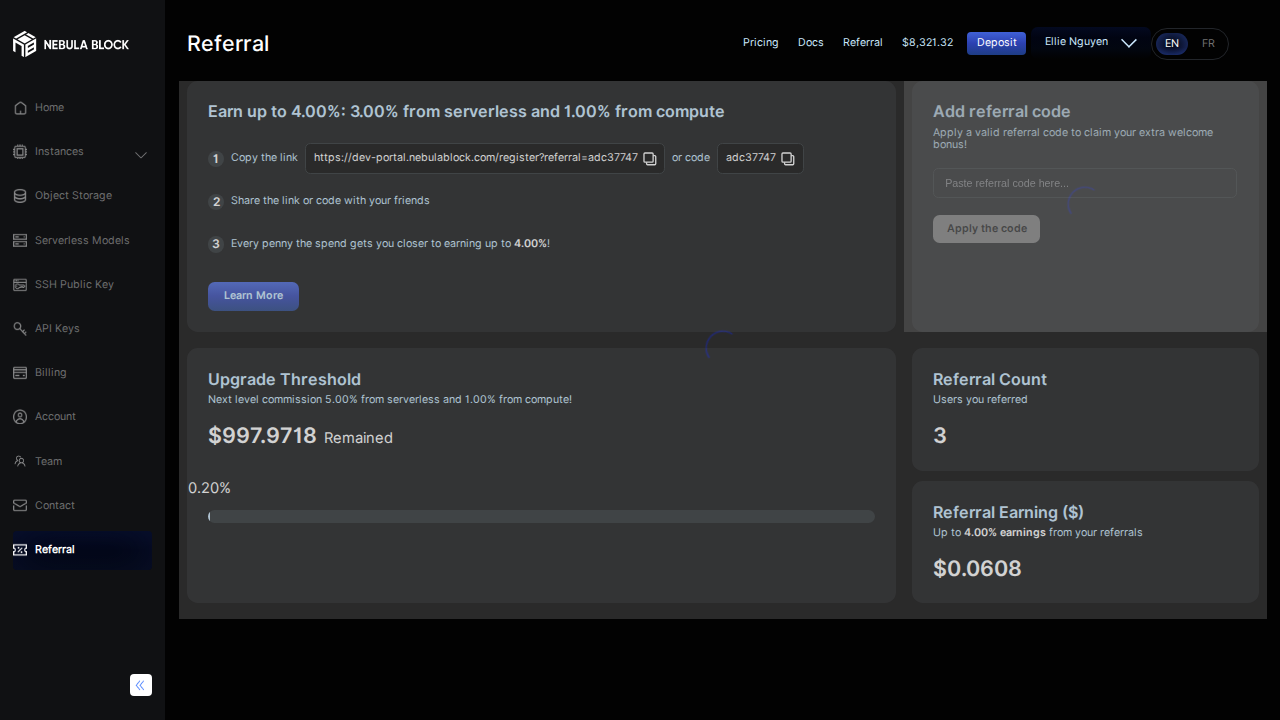 NEBULA BLOCK
Home
Instances
Object Storage
Serverless Models
SSH Public Key
API Keys
Billing
Account
Team
Contact
Referral
Referral
Pricing
Docs
Referral
$8,321.32
Deposit
Ellie Nguyen
EN
FR
Earn up to 4.00%: 3.00% from serverless and 1.00% from compute
1 Copy the link https://dev-portal.nebulablock.com/register?referral=adc37747 or code adc37747
2 Share the link or code with your friends
3 Every penny the spend gets you closer to earning up to 4.00%!
Learn More
Add referral code
Apply a valid referral code to claim your extra welcome
bonus!
Paste referral code here...
Apply the code
Upgrade Threshold
Next level commission 5.00% from serverless and 1.00% from compute!
$997.9718 Remained
0.20%
Referral Count
Users you referred
3
Referral Earning ($)
Up to 4.00% earnings from your referrals
$0.0608